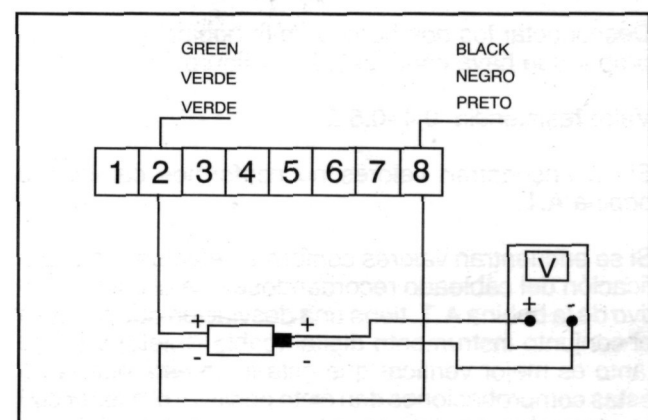 GREEN
VERDE
VERDE
BLACK
NEGRO
PRETO
1 2 3 4 5 6 7 8
V
+ -
+ +
- -